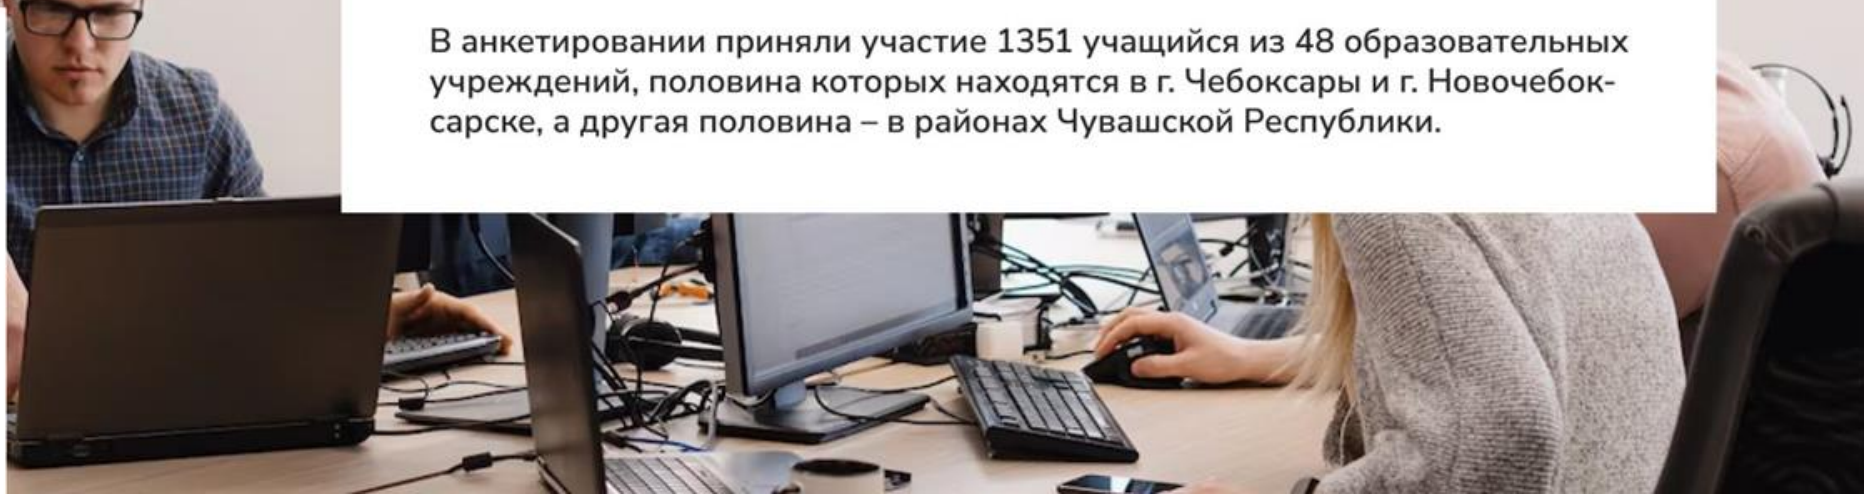 В анкетировании приняли участие 1351 учащийся из 48 образовательных
учреждений, половина которых находятся в г. Чебоксары и г. Новочебок-
сарске, а другая половина – в районах Чувашской Республики.